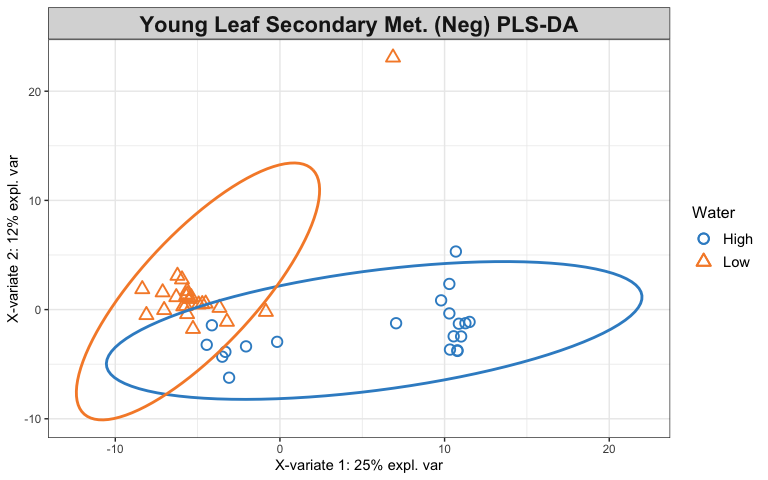 Young Leaf Secondary Met. (Neg) PLS-DA
20
10
0
-10
-10
0
10
20
X-variate 2: 12% expl. var
X-variate 1: 25% expl. var
Water
High
Low